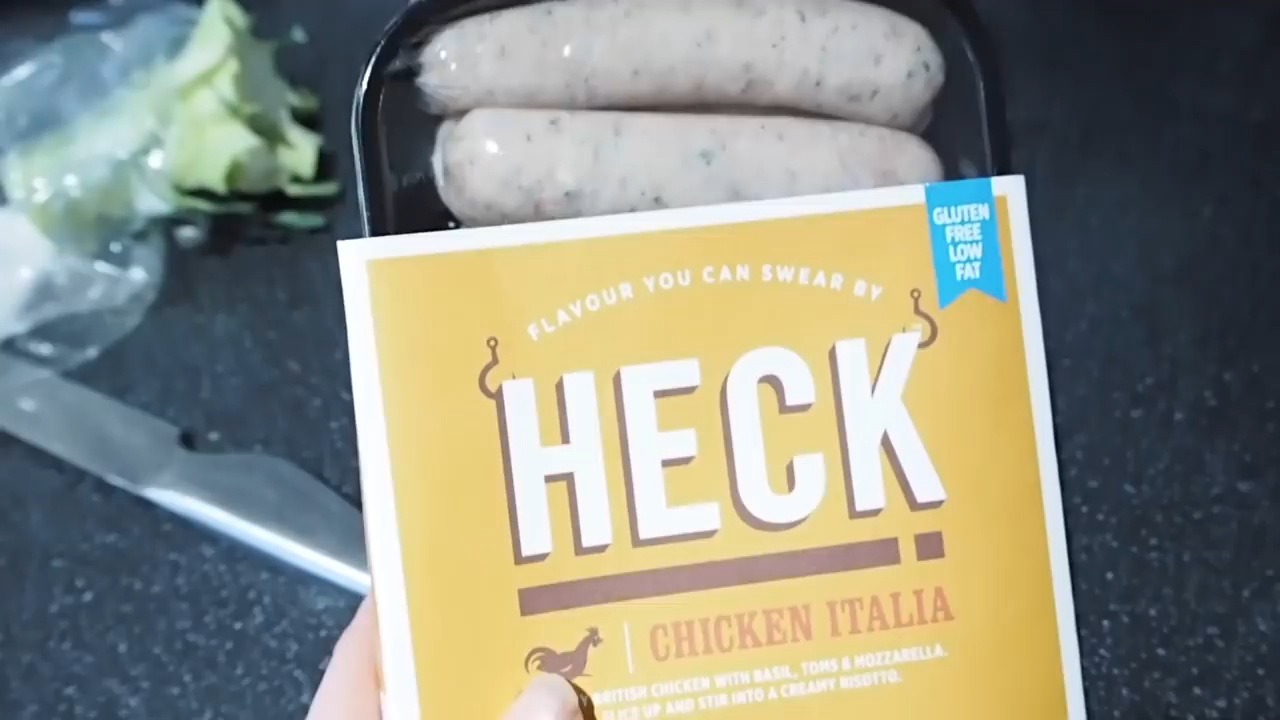 GLUTEN
FREE
LOW
FAT
FLAVOUR YOU CAN SWEAR BY
HECK.
CHICKEN ITALIA
BRITISH CHICKEN WITH BASIL, TOMS & MOZZARELLA.
SLICE UP AND STIR INTO A CREAMY RISOTTO.